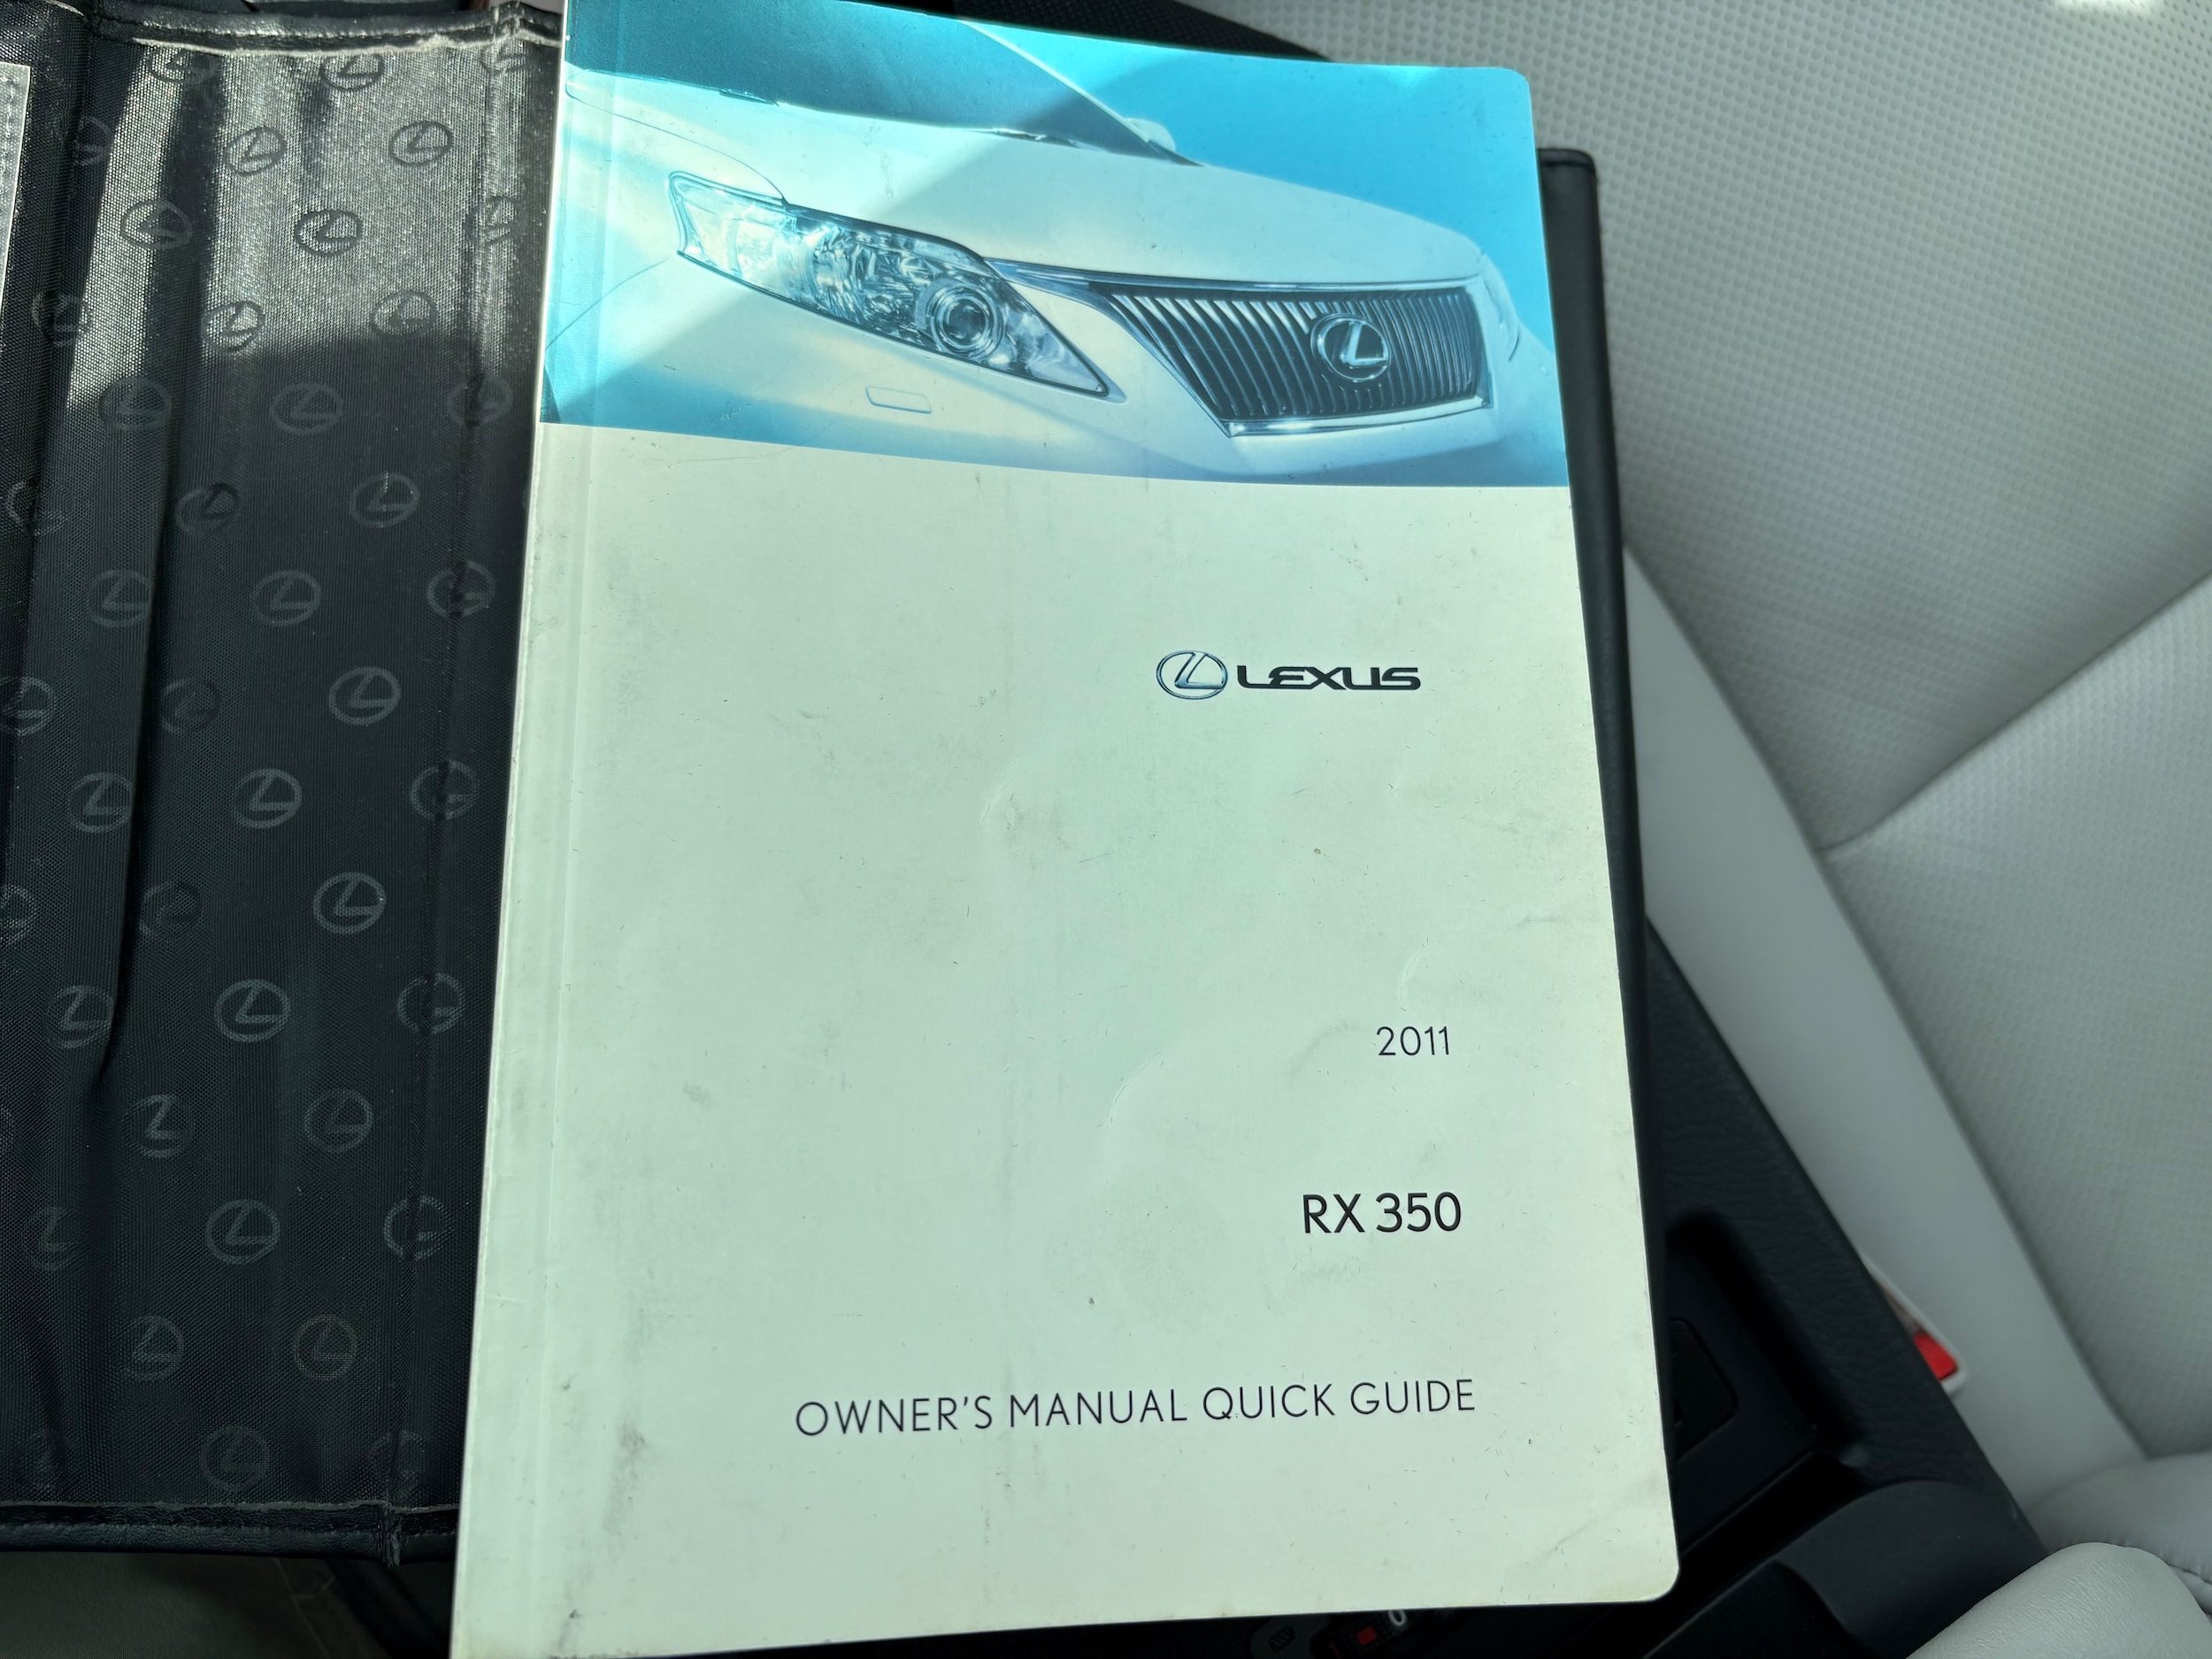 LEXUS
2011
RX 350
OWNER'S MANUAL QUICK GUIDE